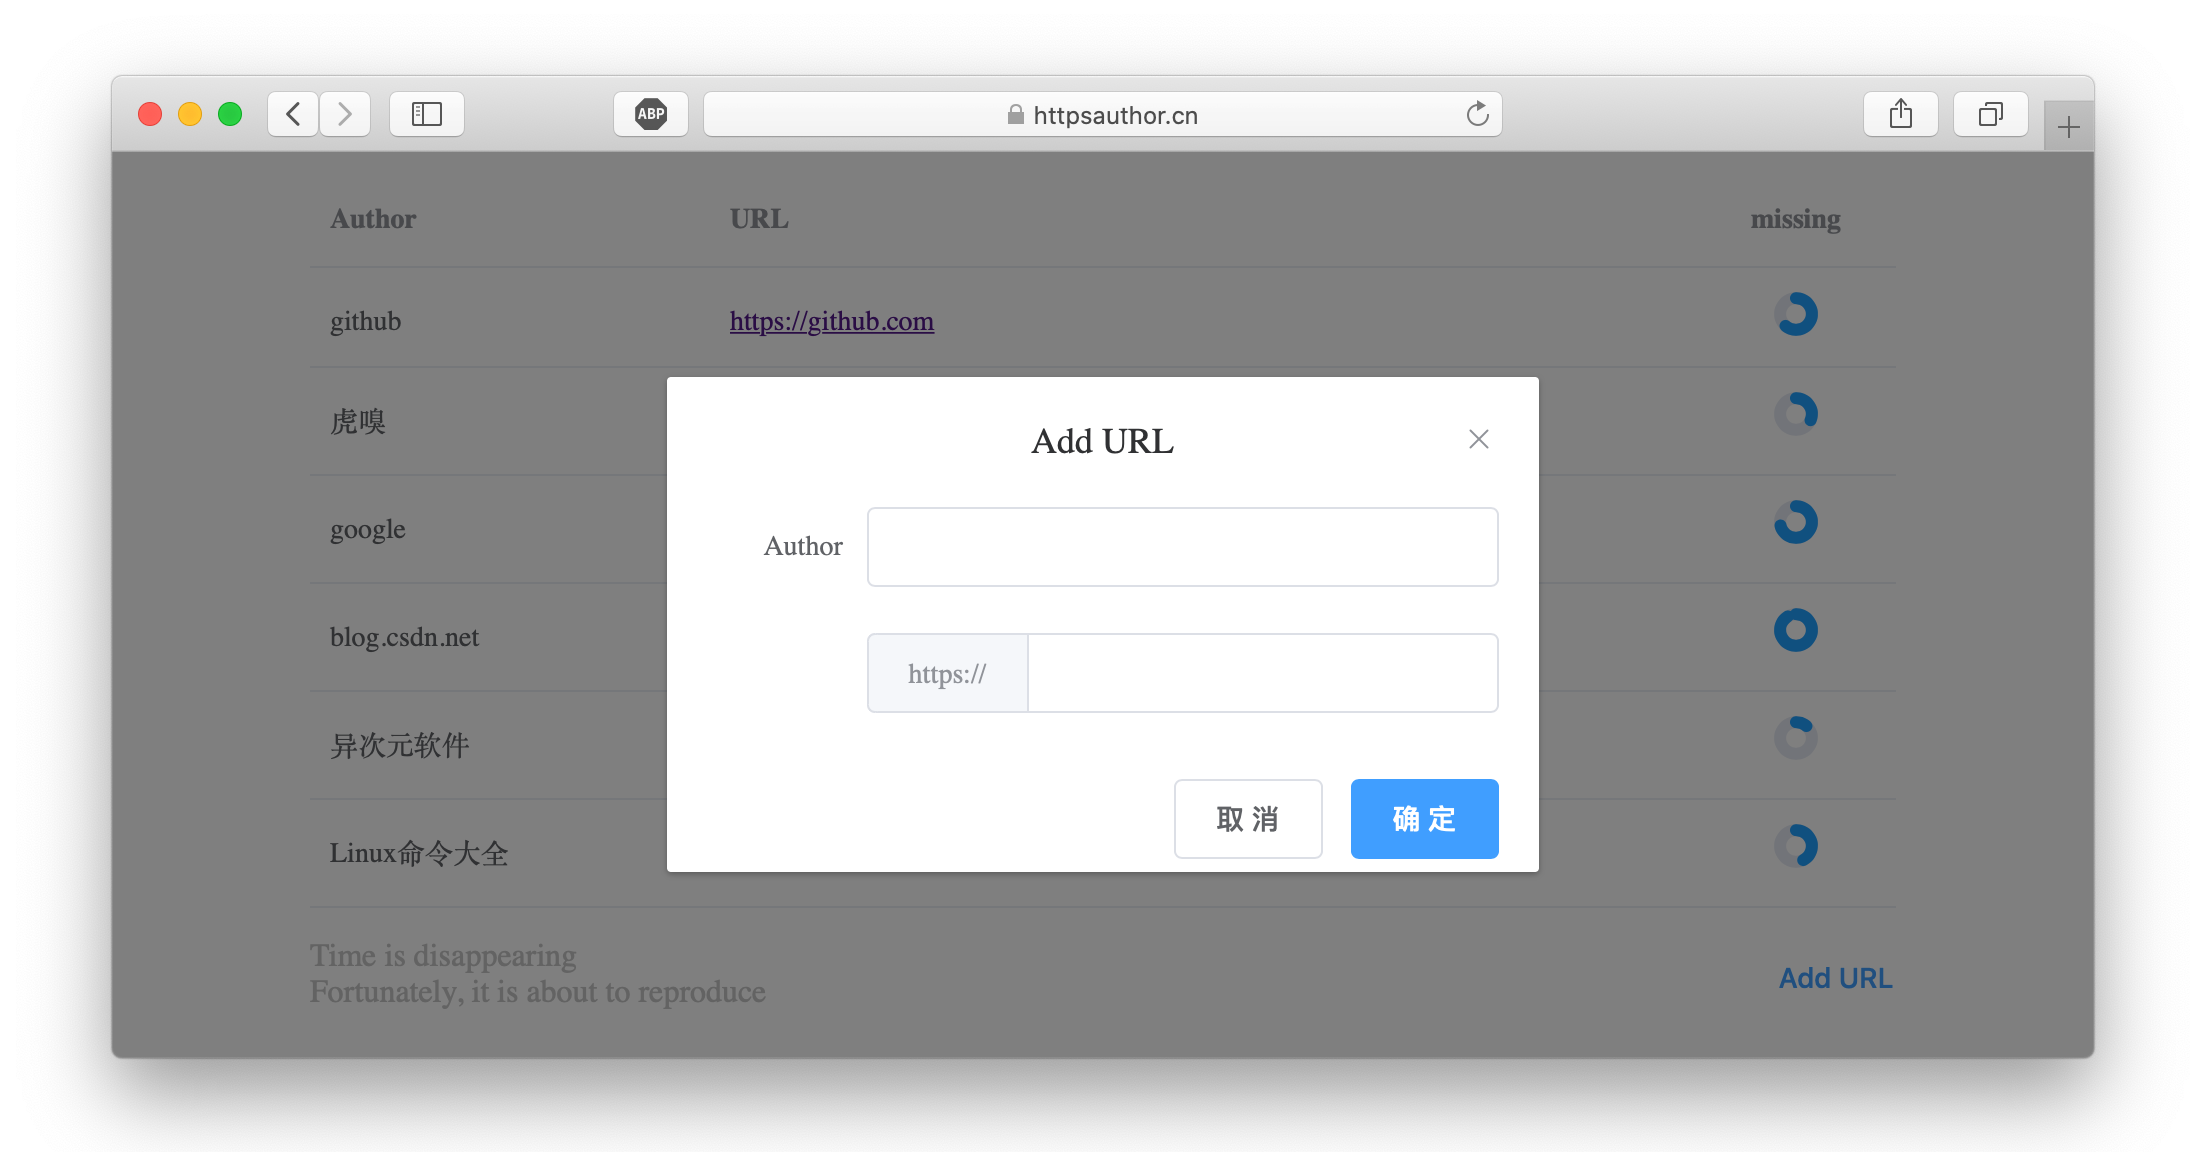 ABP
httpsauthor.cn
Author URL missing
github https://github.com
虎嗅
google
blog.csdn.net
异次元软件
Linux命令大全
Add URL
Author
https://
取 消 确 定
Time is disappearing
Fortunately, it is about to reproduce
Add URL